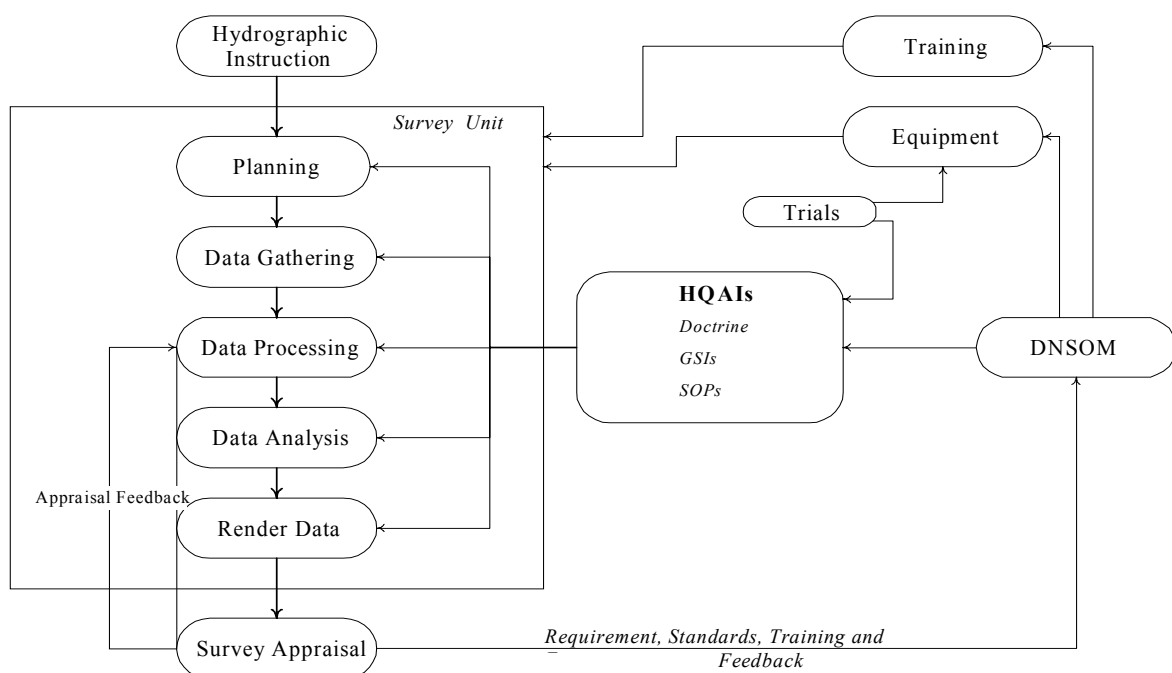 Hydrographic
Instruction
Training
Survey Unit
Equipment
Planning
Trials
Data Gathering
HQAIs
Doctrine
GSIs
SOPs
Data Processing
DNSOM
Data Analysis
Appraisal Feedback
Render Data
Survey Appraisal
Requirement, Standards, Training and
Feedback